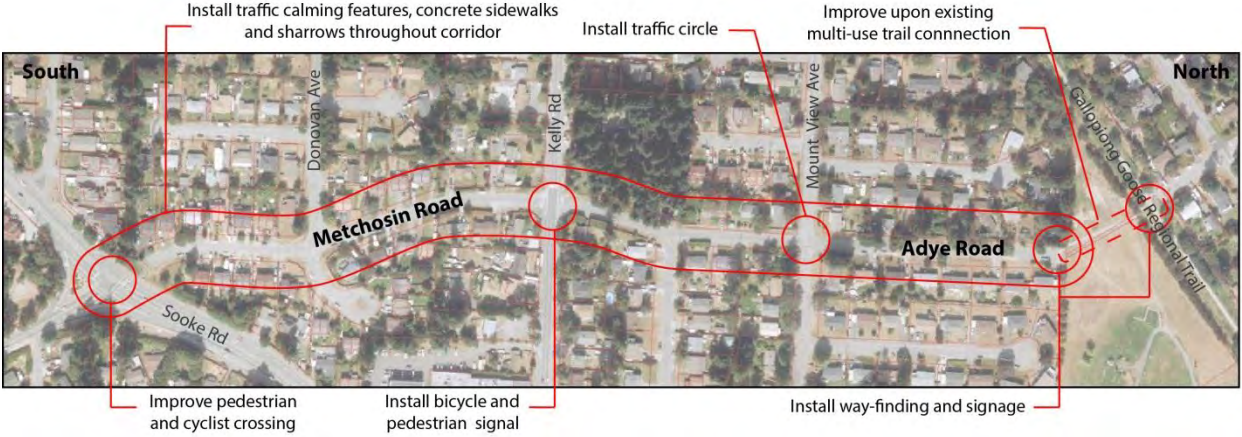 Install traffic calming features, concrete sidewalks
and sharrows throughout corridor
Install traffic circle
Improve upon existing
multi-use trail connnection
South
North
Donovan Ave
Kelly Rd
Mount View Ave
Gallopiong Goose Regional Trail
Metchosin Road
Adye Road
Sooke Rd
Improve pedestrian
and cyclist crossing
Install bicycle and
pedestrian signal
Install way-finding and signage